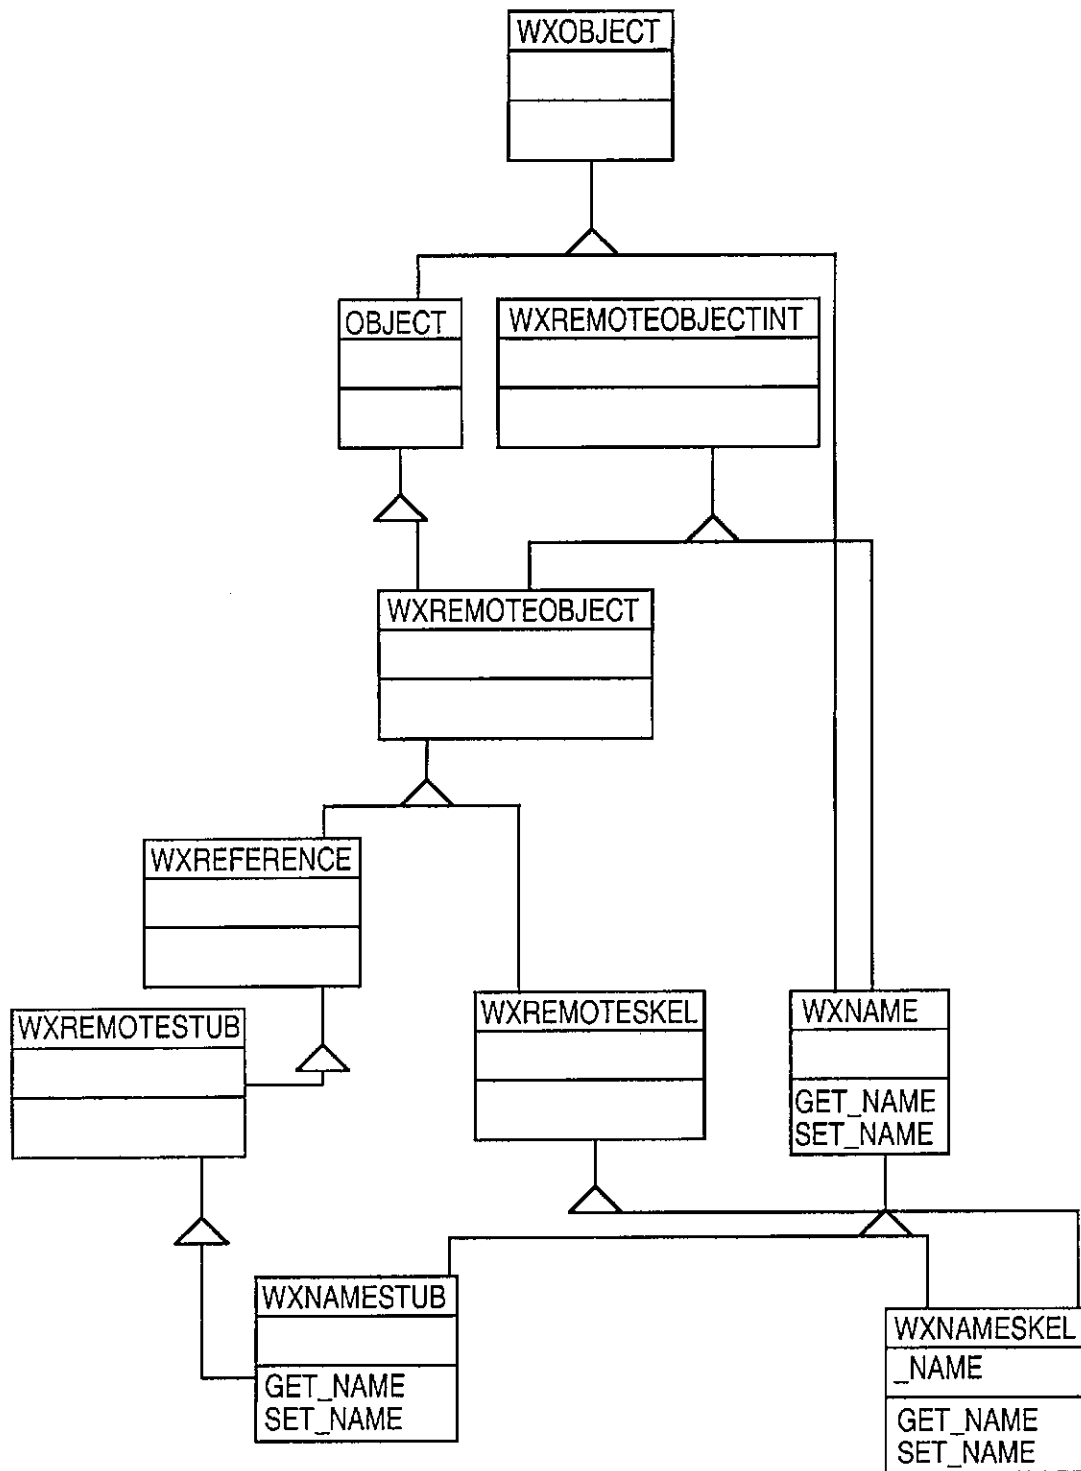 WXOBJECT
OBJECT
WXREMOTEOBJECTINT
WXREMOTEOBJECT
WXREFERENCE
WXREMOTESTUB
WXREMOTESKEL
WXNAME
GET_NAME
SET_NAME
WXNAMESTUB
GET_NAME
SET_NAME
WXNAMESKEL
_NAME
GET_NAME
SET_NAME